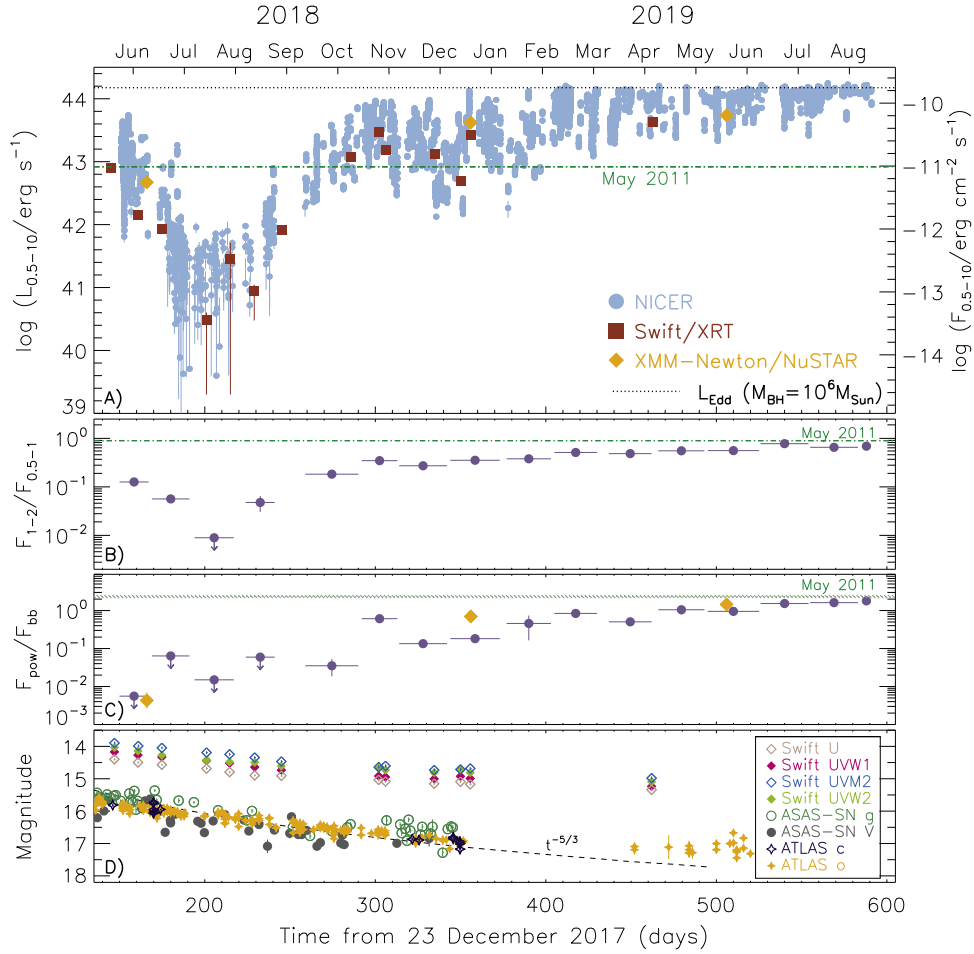 2018 2019
Jun Jul Aug Sep Oct Nov Dec Jan Feb Mar Apr May Jun Jul Aug
log (L0.5-10/erg s−1)
44
43
42
41
40
39
log (F0.5-10/erg cm−2 s−1)
−10
−11
−12
−13
−14
May 2011
NICER
Swift/XRT
XMM-Newton/NuSTAR
LEdd (MBH=10^6MSun)
A)
F1-2/F0.5-1
10^0
10^-1
10^-2
May 2011
B)
Fpow/Fbb
10^0
10^-1
10^-2
10^-3
May 2011
C)
Magnitude
14
15
16
17
18
t^-5/3
Swift U
Swift UVW1
Swift UVM2
Swift UVW2
ASAS-SN g
ASAS-SN V
ATLAS c
ATLAS o
D)
200 300 400 500 600
Time from 23 December 2017 (days)